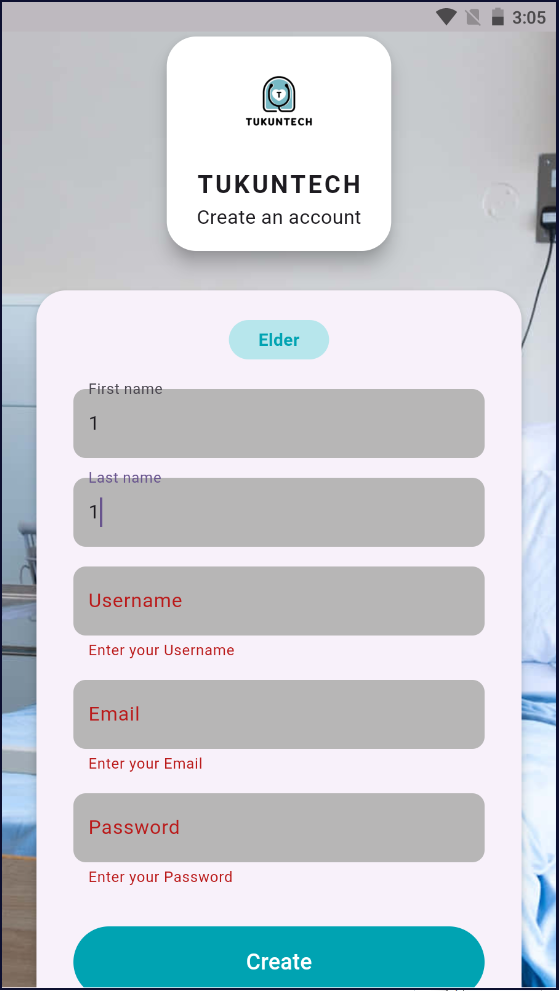 3:05
T
TUKUNTECH
TUKUNTECH
Create an account
Elder
First name
1
Last name
1
Username
Enter your Username
Email
Enter your Email
Password
Enter your Password
Create